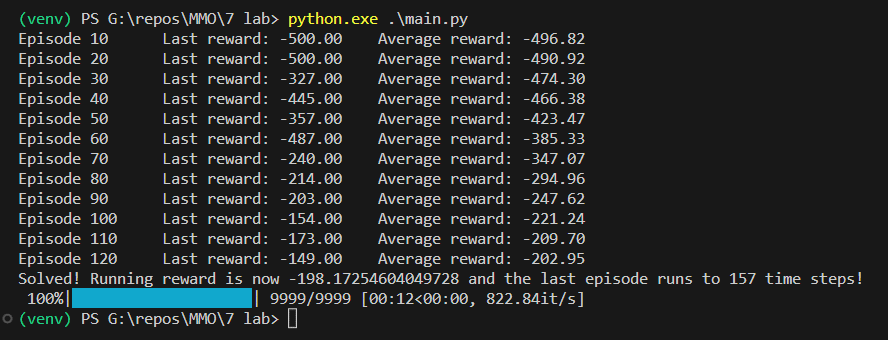 (venv) PS G:\repos\MMO\7 lab> python.exe .\main.py
Episode 10 Last reward: -500.00 Average reward: -496.82
Episode 20 Last reward: -500.00 Average reward: -490.92
Episode 30 Last reward: -327.00 Average reward: -474.30
Episode 40 Last reward: -445.00 Average reward: -466.38
Episode 50 Last reward: -357.00 Average reward: -423.47
Episode 60 Last reward: -487.00 Average reward: -385.33
Episode 70 Last reward: -240.00 Average reward: -347.07
Episode 80 Last reward: -214.00 Average reward: -294.96
Episode 90 Last reward: -203.00 Average reward: -247.62
Episode 100 Last reward: -154.00 Average reward: -221.24
Episode 110 Last reward: -173.00 Average reward: -209.70
Episode 120 Last reward: -149.00 Average reward: -202.95
Solved! Running reward is now -198.17254604049728 and the last episode runs to 157 time steps!
100%| | 9999/9999 [00:12<00:00, 822.84it/s]
(venv) PS G:\repos\MMO\7 lab>